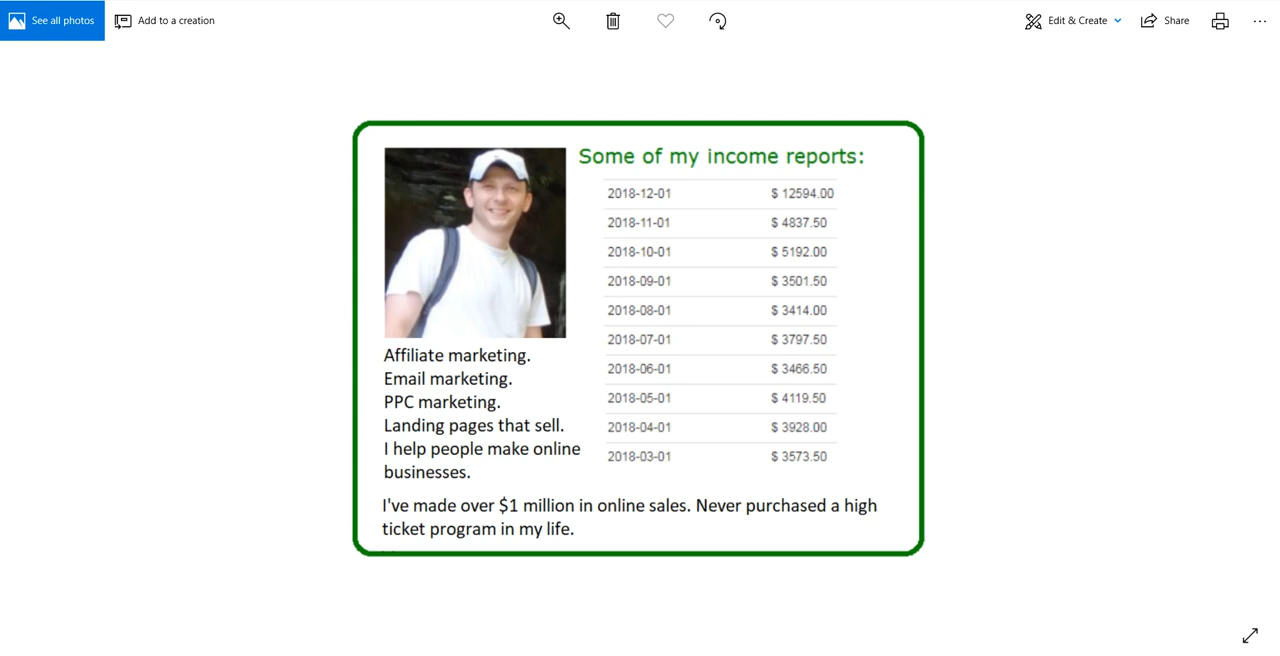 See all photos
Add to a creation
Edit & Create
Share
Some of my income reports:
2018-12-01 $ 12594.00
2018-11-01 $ 4837.50
2018-10-01 $ 5192.00
2018-09-01 $ 3501.50
2018-08-01 $ 3414.00
2018-07-01 $ 3797.50
2018-06-01 $ 3466.50
2018-05-01 $ 4119.50
2018-04-01 $ 3928.00
2018-03-01 $ 3573.50
Affiliate marketing.
Email marketing.
PPC marketing.
Landing pages that sell.
I help people make online
businesses.
I've made over $1 million in online sales. Never purchased a high
ticket program in my life.